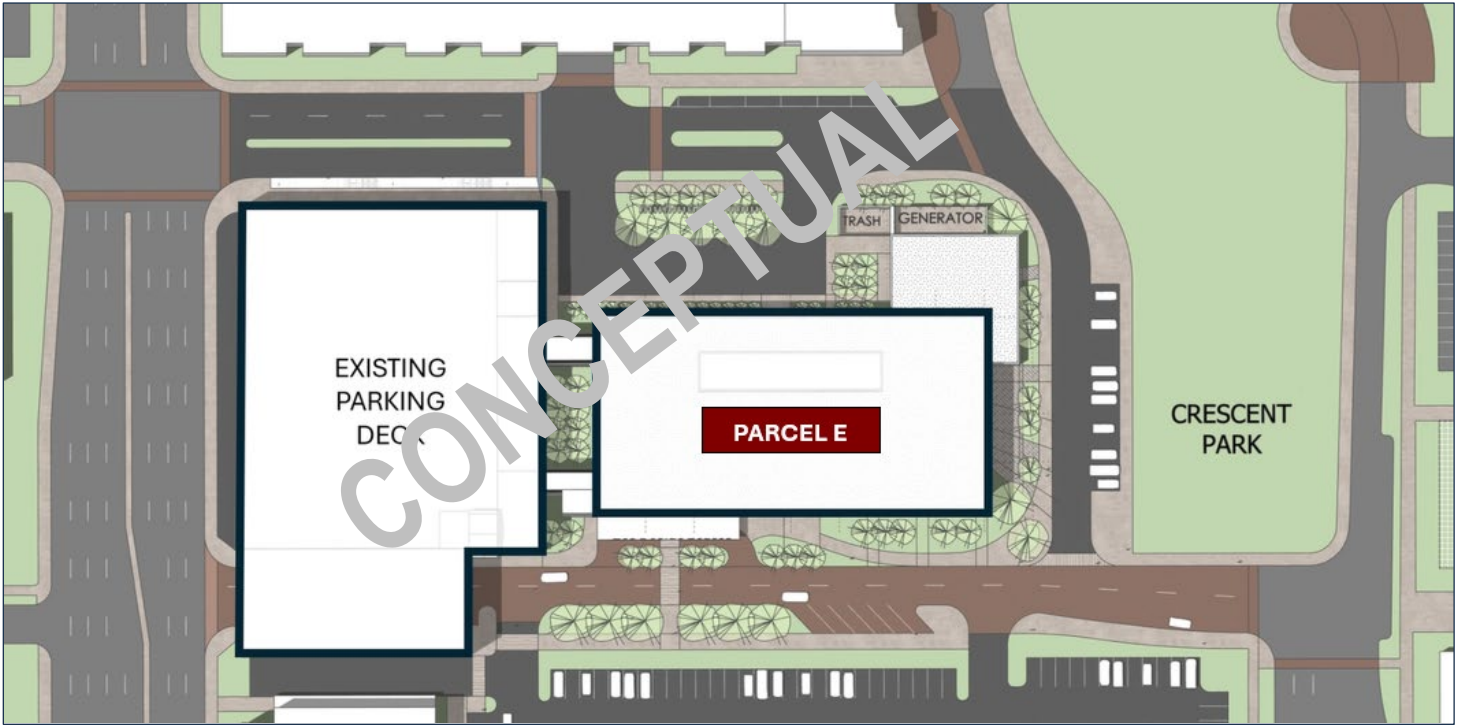 TRASH
GENERATOR
EXISTING
PARKING
DECK
CONCEPTUAL
PARCEL E
CRESCENT
PARK